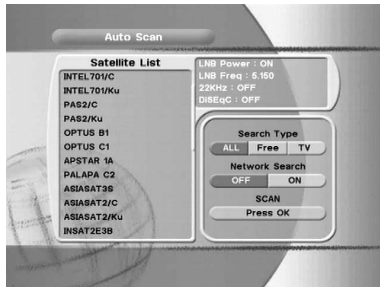 Auto Scan
Satellite List
INTEL701/C
INTEL701/Ku
PAS2/C
PAS2/Ku
OPTUS B1
OPTUS C1
APSTAR 1A
PALAPA C2
ASIASAT3S
ASIASAT2/C
ASIASAT2/Ku
INSAT2E3B
LNB Power : ON
LNB Freq : 5.150
22KHz : OFF
DiSEqC : OFF
Search Type
ALL Free TV
Network Search
OFF ON
SCAN
Press OK